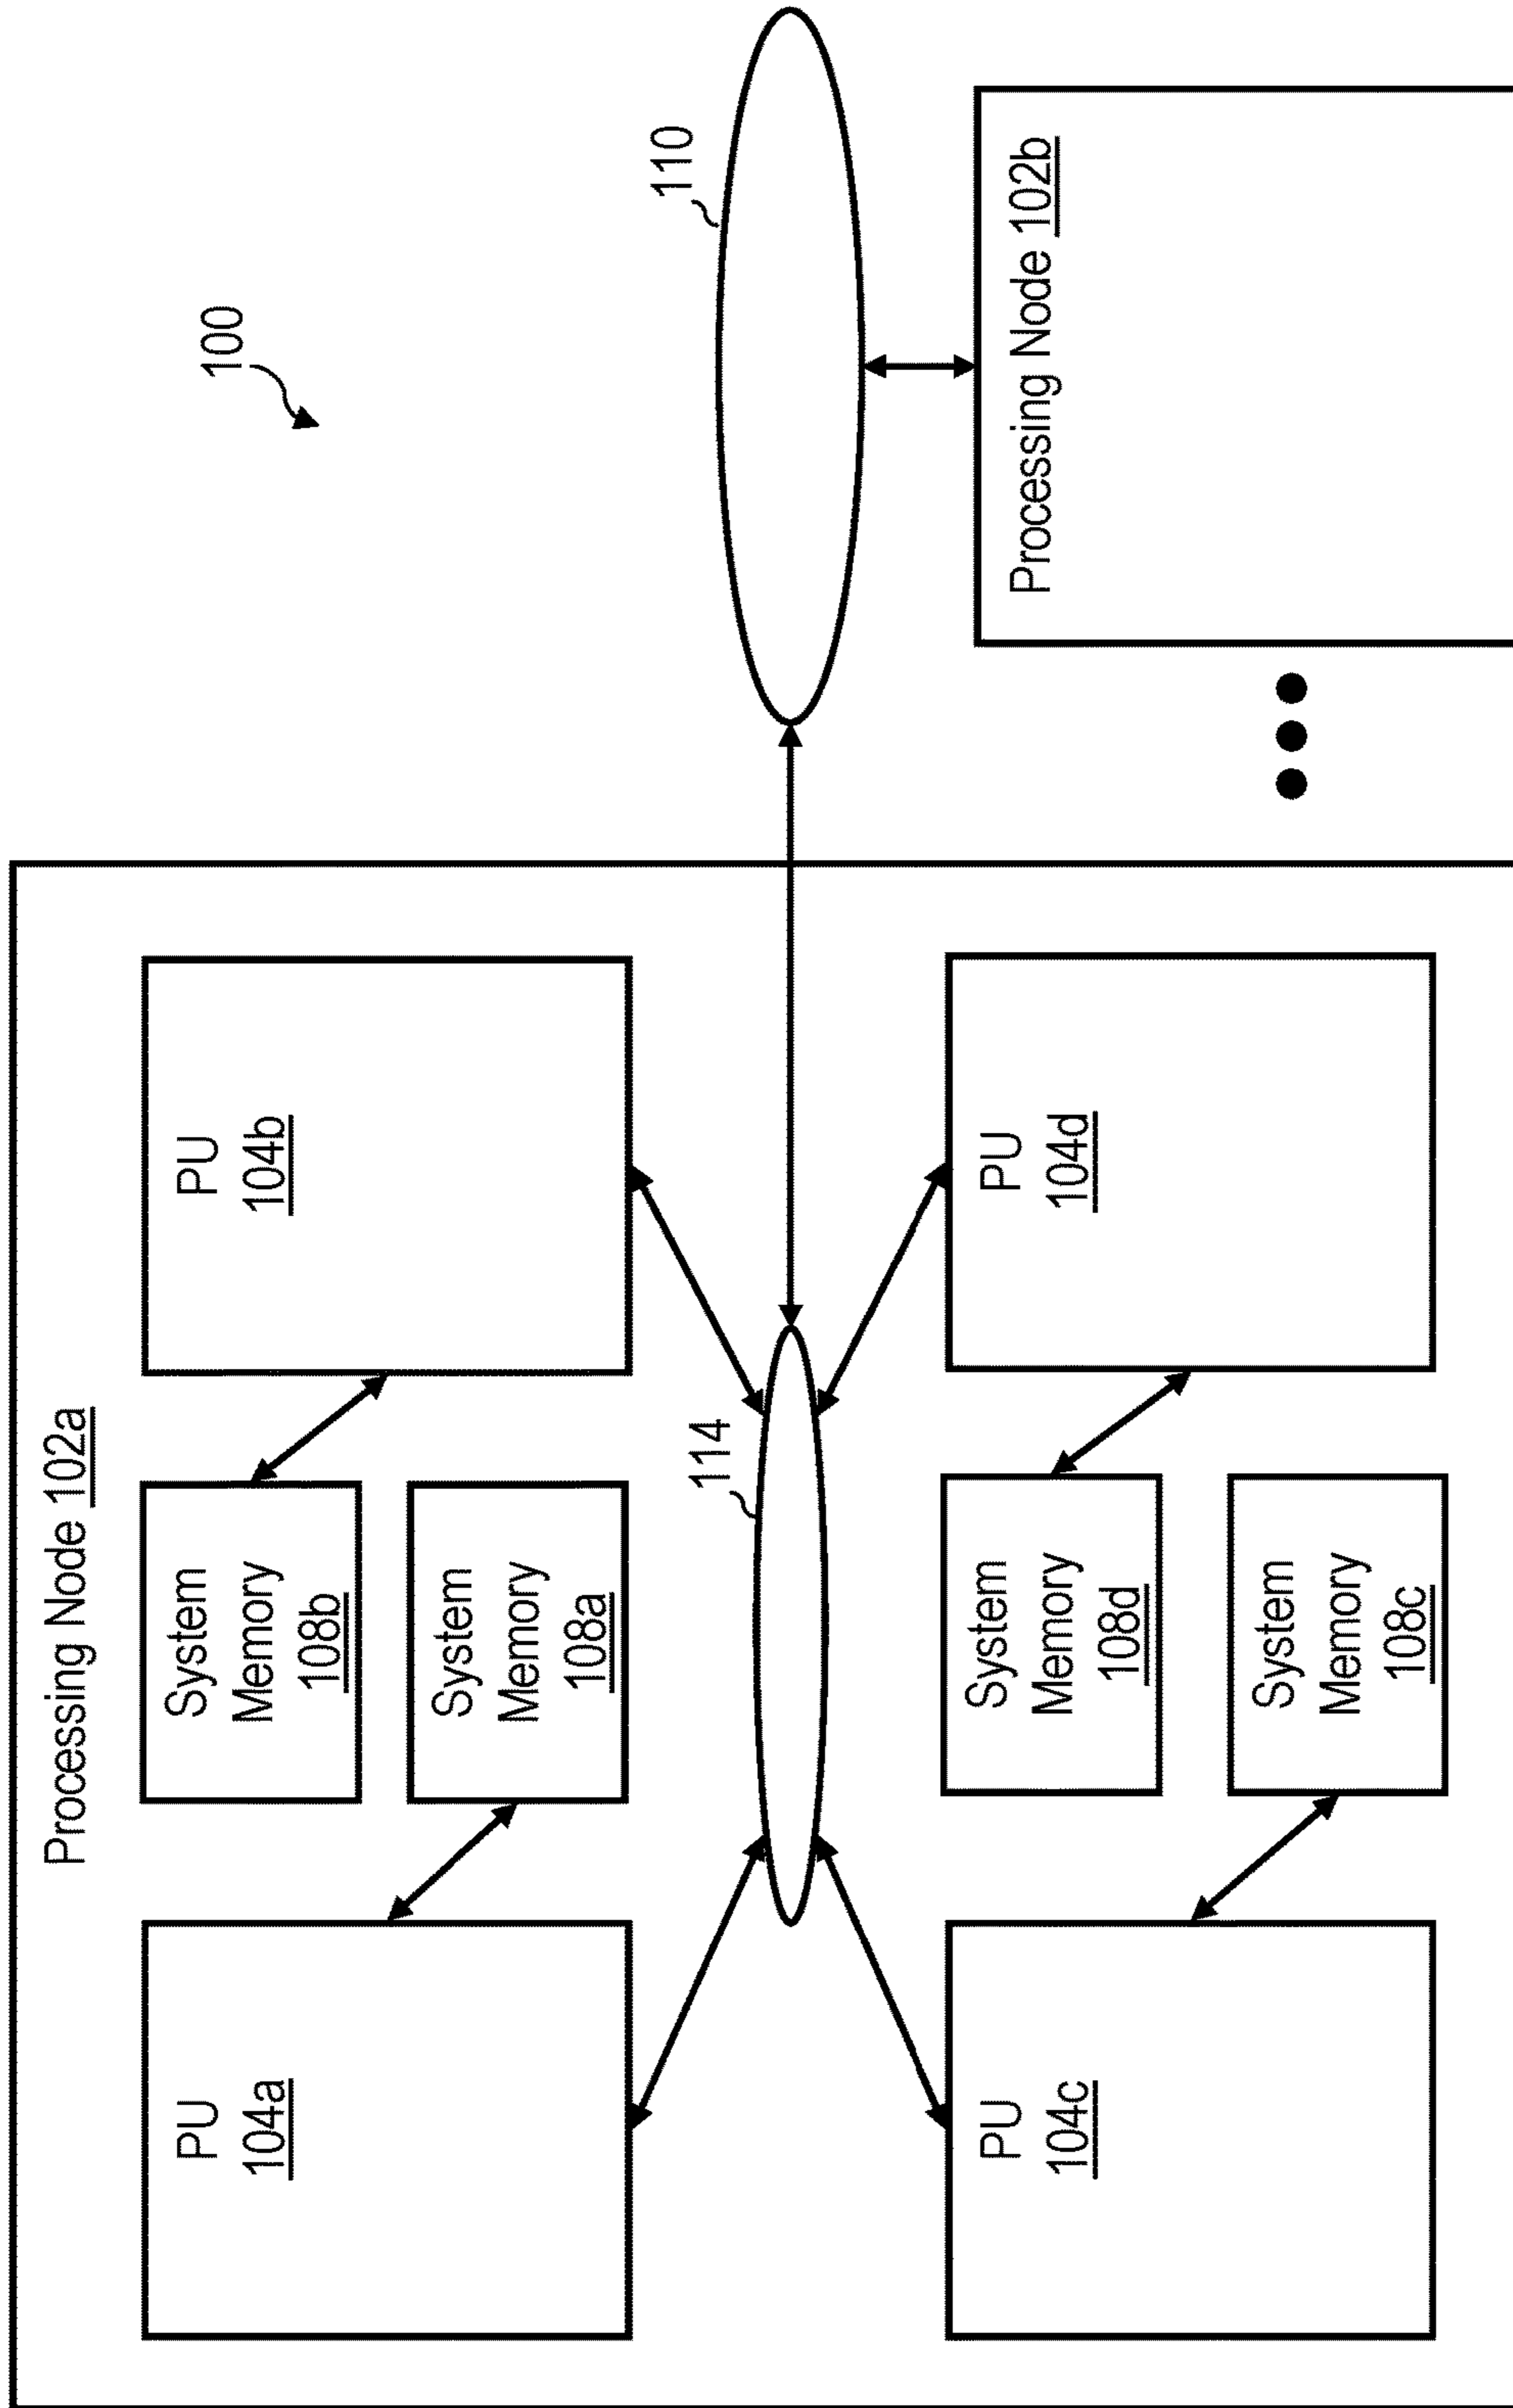 100
Processing Node 102a
PU
104a
System
Memory
108b
System
Memory
108a
PU
104b
114
110
PU
104c
System
Memory
108d
System
Memory
108c
PU
104d
Processing Node 102b